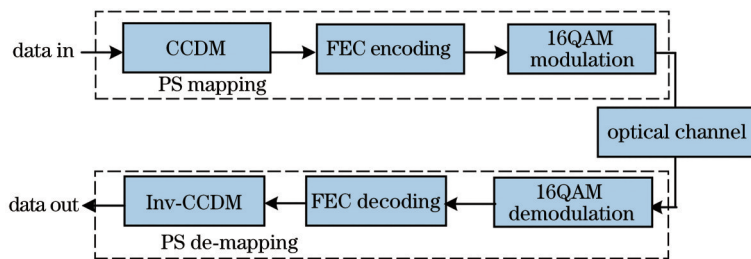 data in
CCDM
FEC encoding
16QAM
modulation
PS mapping
optical channel
data out
Inv-CCDM
FEC decoding
16QAM
demodulation
PS de-mapping